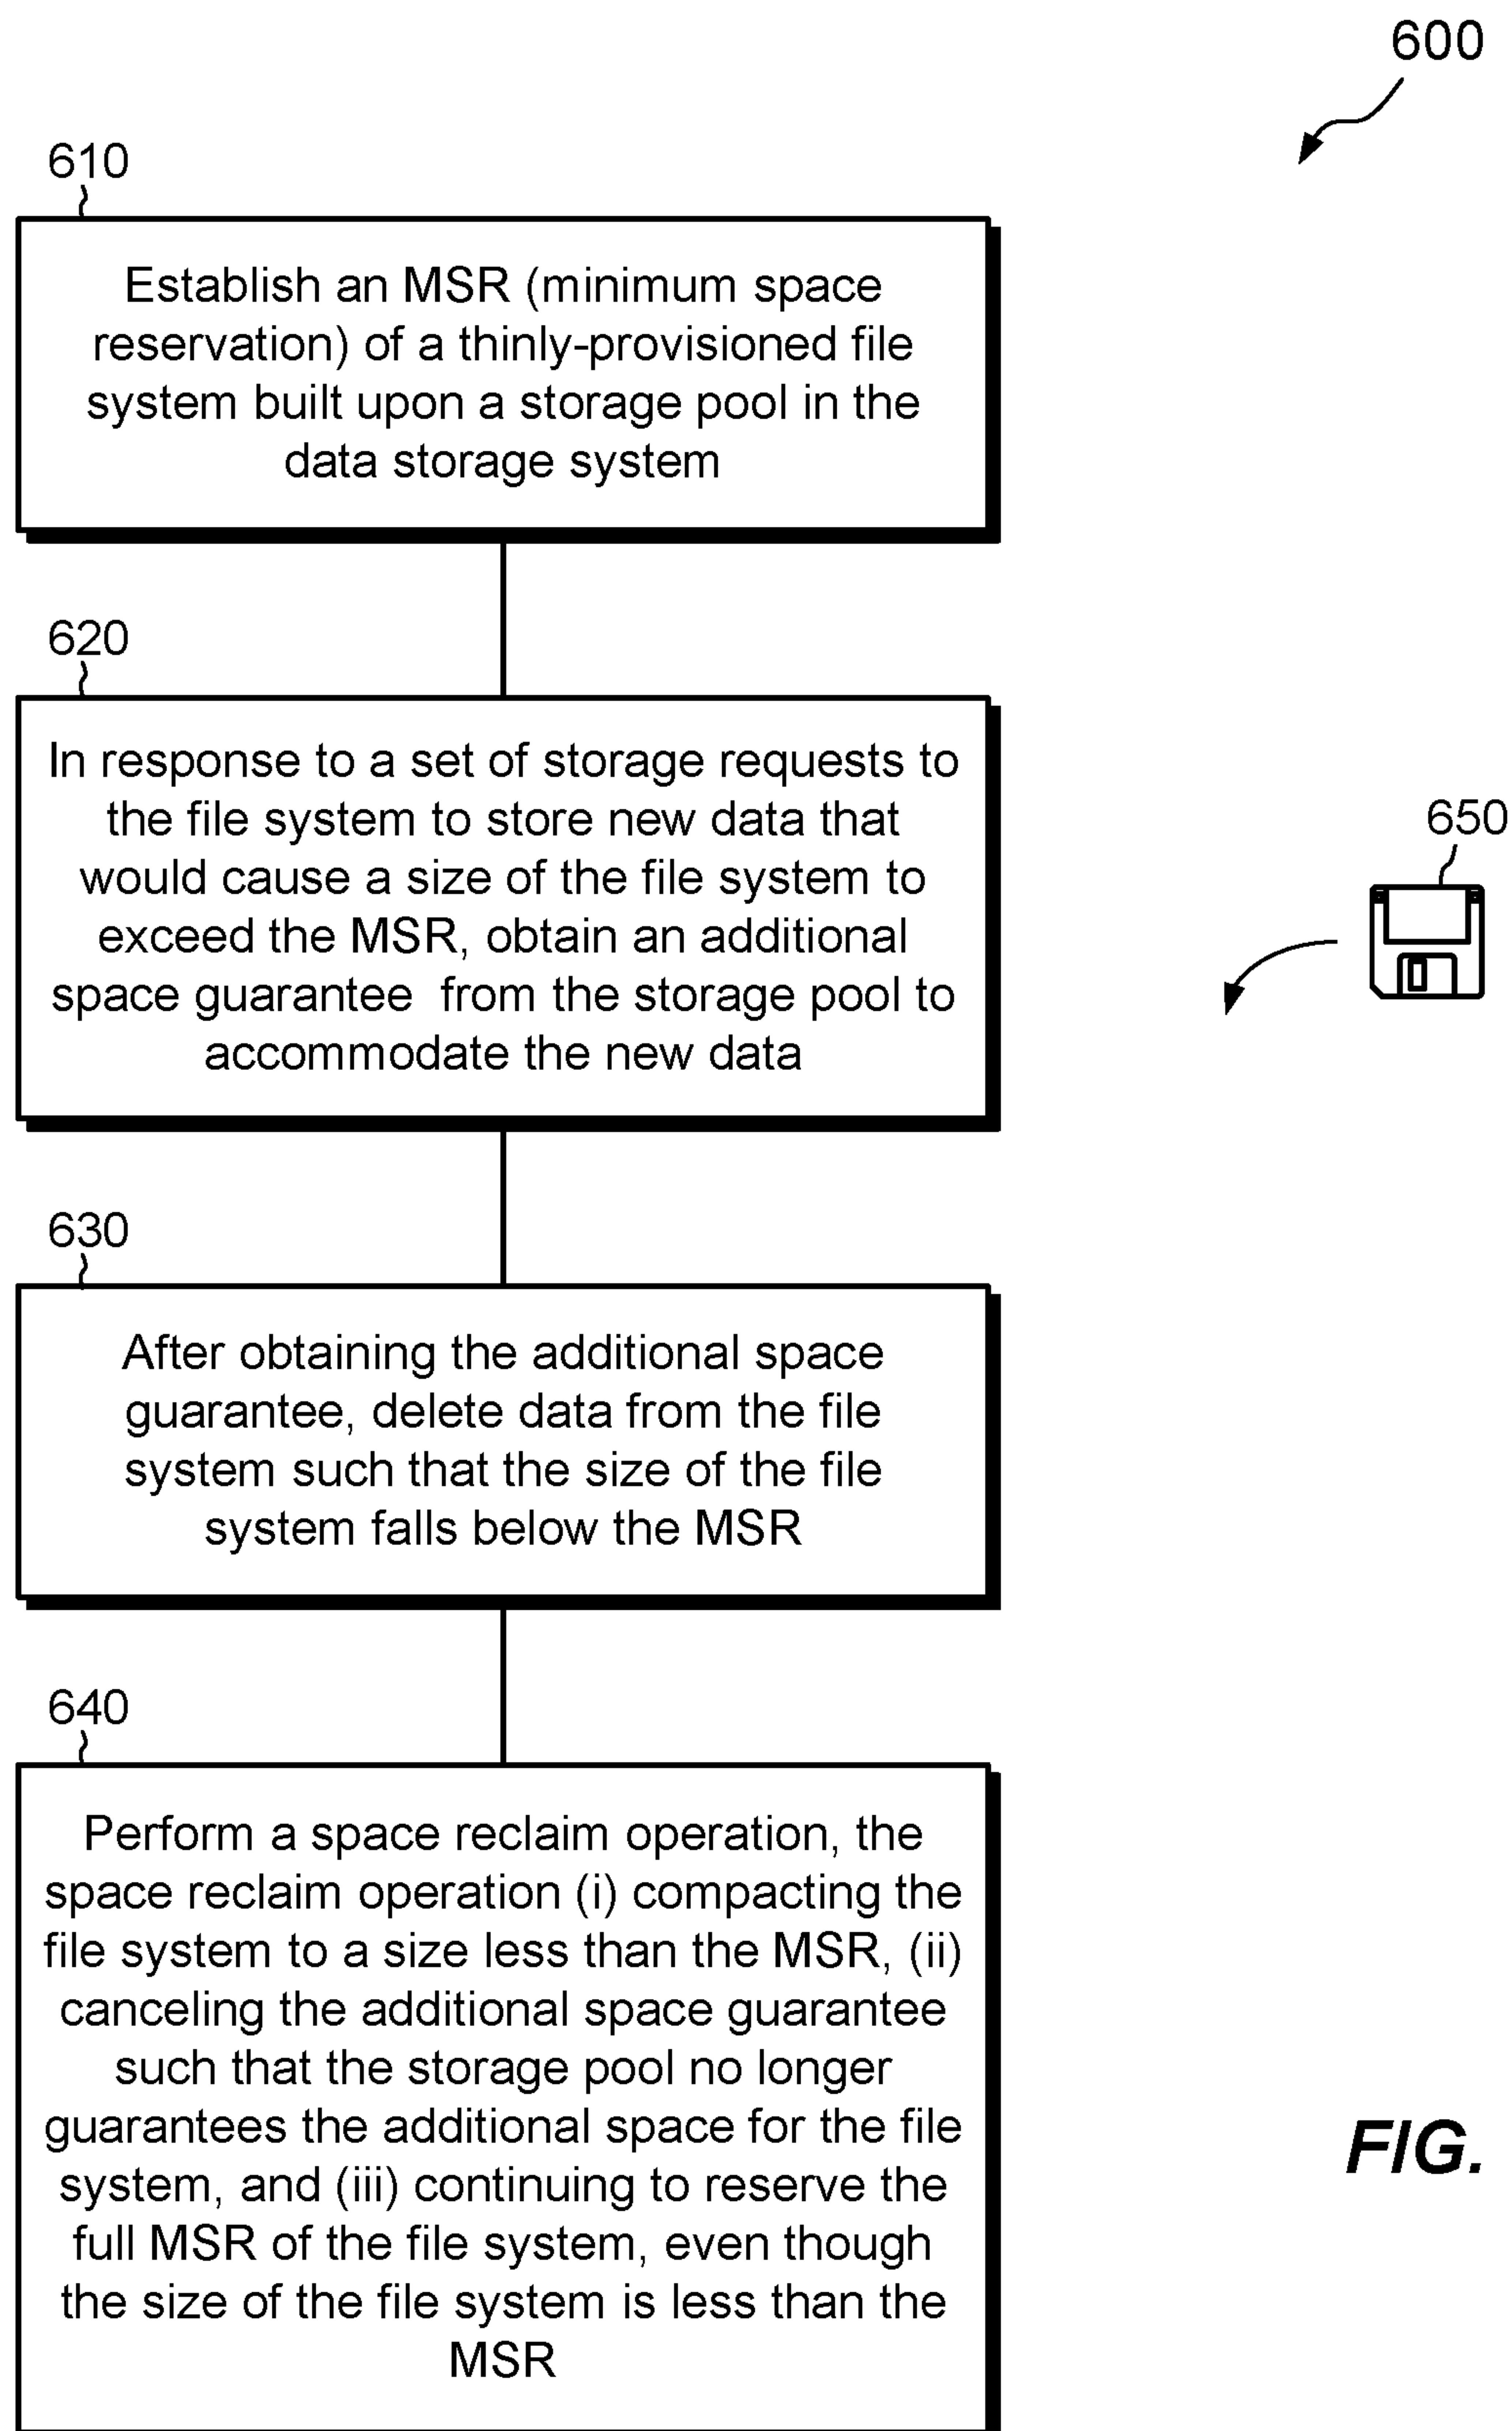 600
610
Establish an MSR (minimum space
reservation) of a thinly-provisioned file
system built upon a storage pool in the
data storage system
620
In response to a set of storage requests to
the file system to store new data that
would cause a size of the file system to
exceed the MSR, obtain an additional
space guarantee from the storage pool to
accommodate the new data
650
630
After obtaining the additional space
guarantee, delete data from the file
system such that the size of the file
system falls below the MSR
640
Perform a space reclaim operation, the
space reclaim operation (i) compacting the
file system to a size less than the MSR, (ii)
canceling the additional space guarantee
such that the storage pool no longer
guarantees the additional space for the file
system, and (iii) continuing to reserve the
full MSR of the file system, even though
the size of the file system is less than the
MSR
FIG.